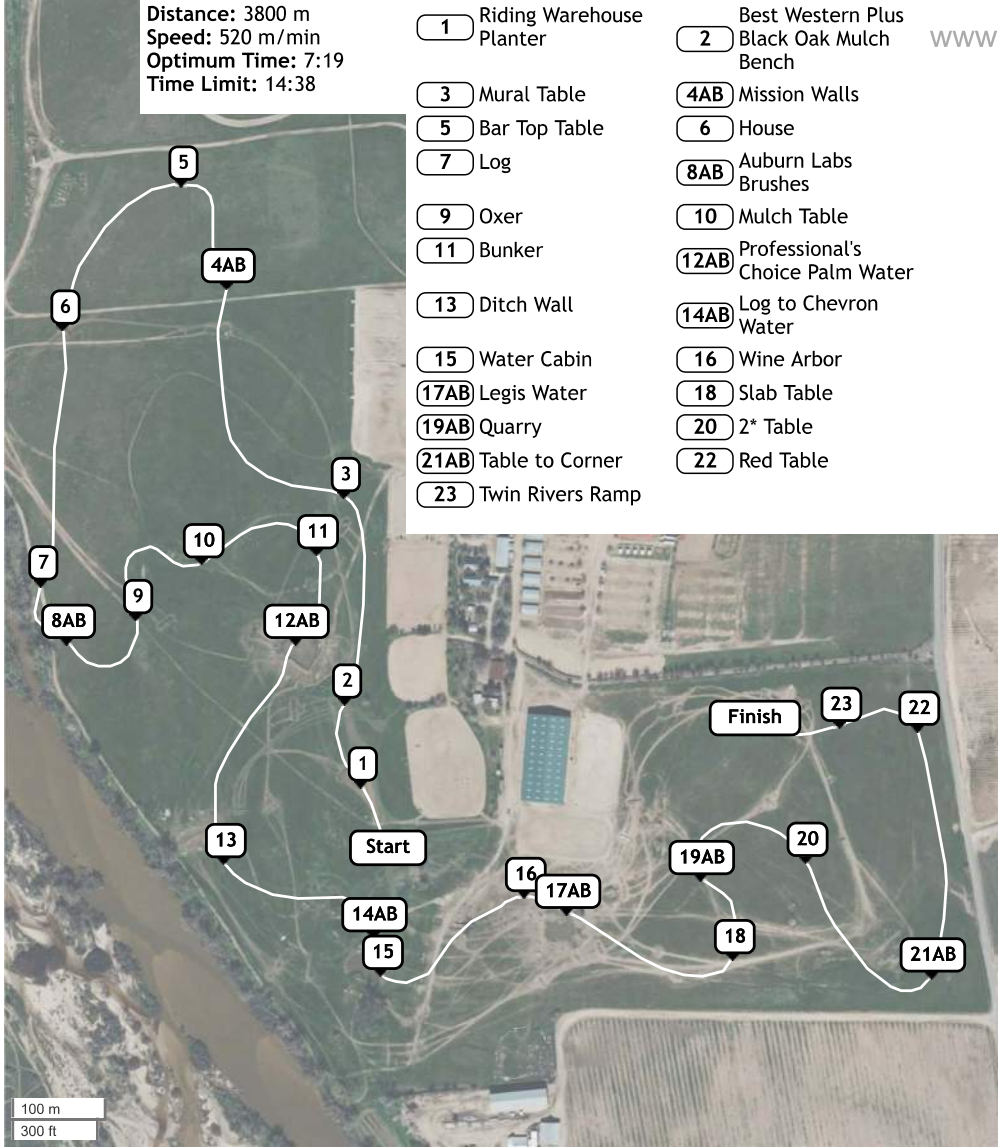 Distance: 3800 m
Speed: 520 m/min
Optimum Time: 7:19
Time Limit: 14:38
1 Riding Warehouse
Planter
2 Best Western Plus
Black Oak Mulch
Bench
www
3 Mural Table
4AB Mission Walls
5 Bar Top Table
6 House
7 Log
8AB Auburn Labs
Brushes
9 Oxer
10 Mulch Table
11 Bunker
12AB Professional's
Choice Palm Water
13 Ditch Wall
14AB Log to Chevron
Water
15 Water Cabin
16 Wine Arbor
17AB Legis Water
18 Slab Table
19AB Quarry
20 2* Table
21AB Table to Corner
22 Red Table
23 Twin Rivers Ramp
5
4AB
6
3
11
10
7
9
8AB
12AB
2
23
22
Finish
1
13
Start
20
19AB
16
17AB
14AB
18
15
21AB
100 m
300 ft